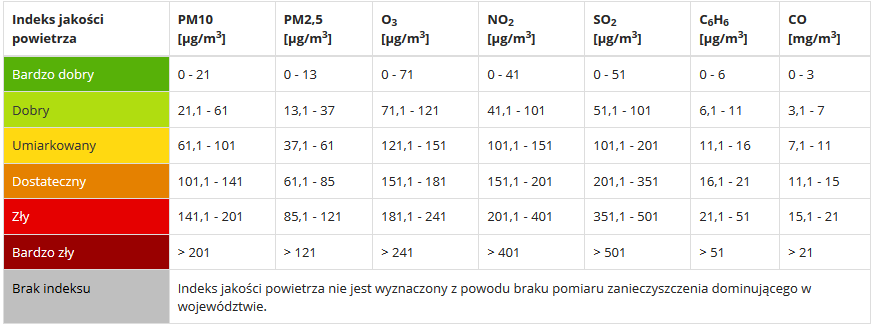 Indeks jakości powietrza | PM10 [µg/m³] | PM2,5 [µg/m³] | O₃ [µg/m³] | NO₂ [µg/m³] | SO₂ [µg/m³] | C₆H₆ [µg/m³] | CO [mg/m³]
Bardzo dobry | 0 - 21 | 0 - 13 | 0 - 71 | 0 - 41 | 0 - 51 | 0 - 6 | 0 - 3
Dobry | 21,1 - 61 | 13,1 - 37 | 71,1 - 121 | 41,1 - 101 | 51,1 - 101 | 6,1 - 11 | 3,1 - 7
Umiarkowany | 61,1 - 101 | 37,1 - 61 | 121,1 - 151 | 101,1 - 151 | 101,1 - 201 | 11,1 - 16 | 7,1 - 11
Dostateczny | 101,1 - 141 | 61,1 - 85 | 151,1 - 181 | 151,1 - 201 | 201,1 - 351 | 16,1 - 21 | 11,1 - 15
Zły | 141,1 - 201 | 85,1 - 121 | 181,1 - 241 | 201,1 - 401 | 351,1 - 501 | 21,1 - 51 | 15,1 - 21
Bardzo zły | > 201 | > 121 | > 241 | > 401 | > 501 | > 51 | > 21
Brak indeksu | Indeks jakości powietrza nie jest wyznaczony z powodu braku pomiaru zanieczyszczenia dominującego w
województwie.